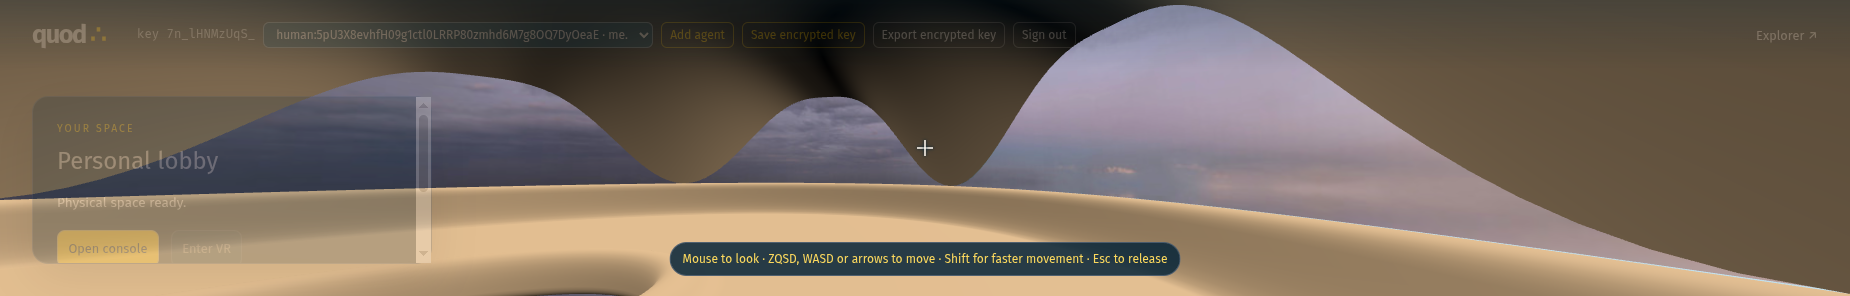 quod
key 7n_lHNMzUqS_
human:5pU3X8evhfH09g1ctl0LRRP80zmhd6M7g8OQ7DyOeaE · me.
Add agent
Save encrypted key
Export encrypted key
Sign out
Explorer ↗
YOUR SPACE
Personal lobby
Physical space ready.
Open console
Enter VR
Mouse to look · ZQSD, WASD or arrows to move · Shift for faster movement · Esc to release